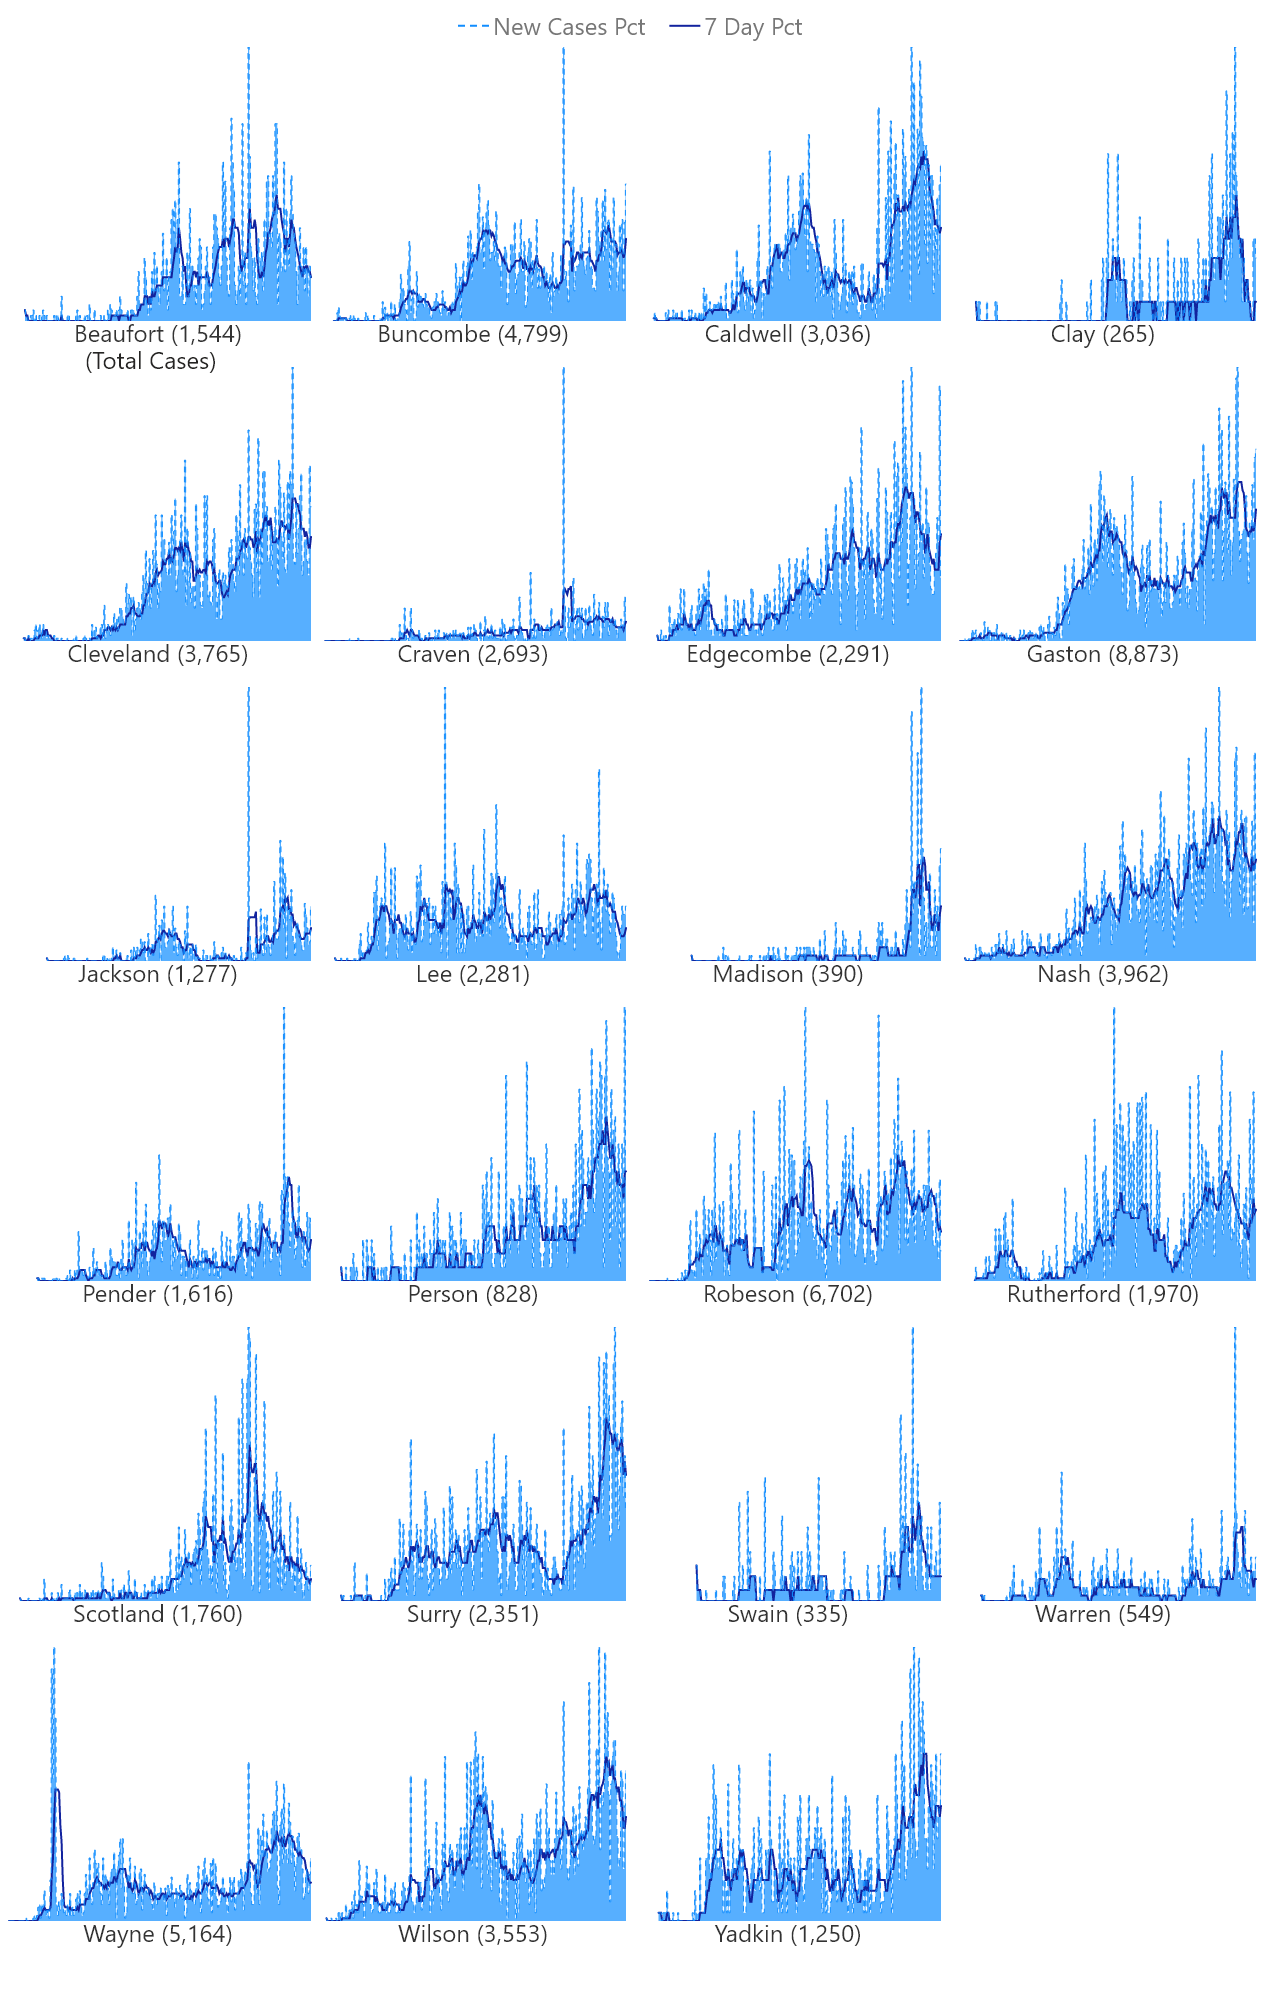 New Cases Pct 7 Day Pct
Beaufort (1,544) Buncombe (4,799) Caldwell (3,036) Clay (265)
(Total Cases)
Cleveland (3,765) Craven (2,693) Edgecombe (2,291) Gaston (8,873)
Jackson (1,277) Lee (2,281) Madison (390) Nash (3,962)
Pender (1,616) Person (828) Robeson (6,702) Rutherford (1,970)
Scotland (1,760) Surry (2,351) Swain (335) Warren (549)
Wayne (5,164) Wilson (3,553) Yadkin (1,250)